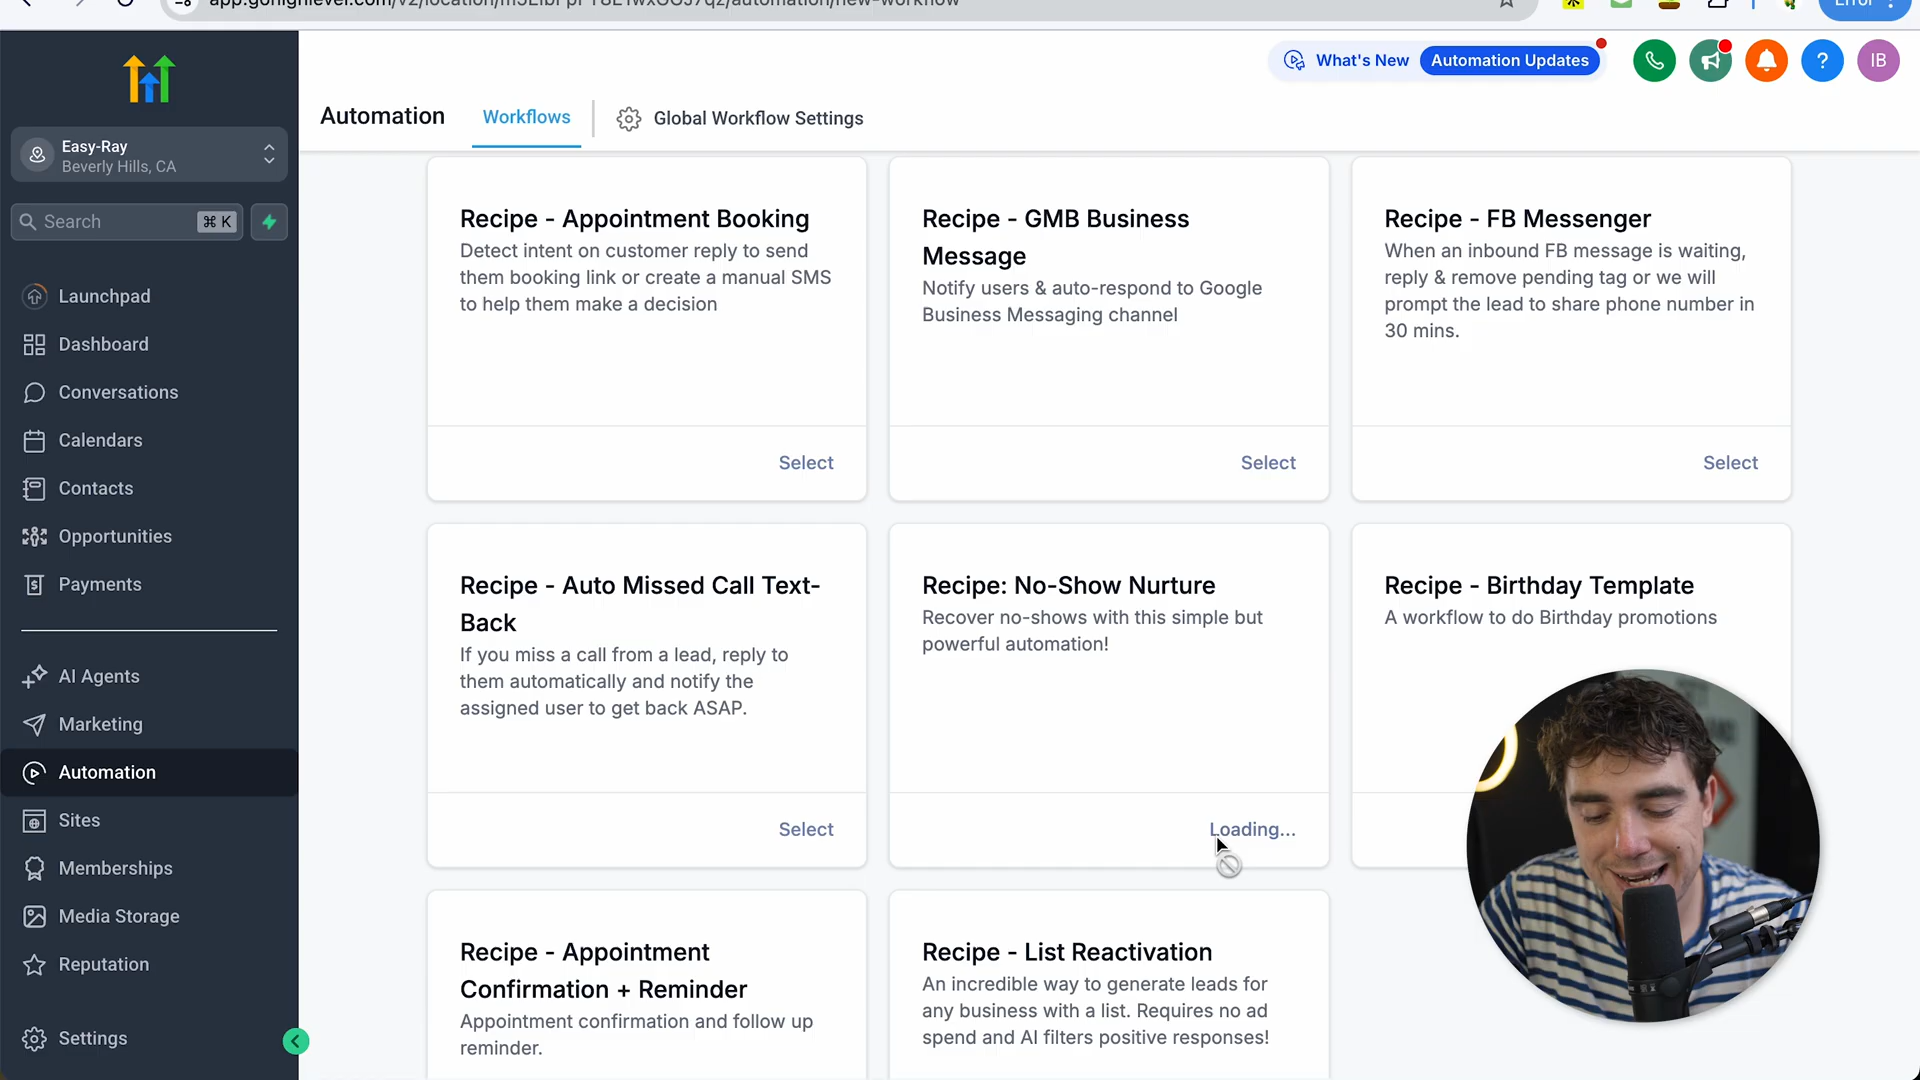 Error
What's New
Automation Updates
IB
Automation
Workflows
Global Workflow Settings
Easy-Ray
Beverly Hills, CA
Search
⌘ K
Launchpad
Dashboard
Conversations
Calendars
Contacts
Opportunities
Payments
AI Agents
Marketing
Automation
Sites
Memberships
Media Storage
Reputation
Settings
Recipe - Appointment Booking
Detect intent on customer reply to send
them booking link or create a manual SMS
to help them make a decision
Select
Recipe - GMB Business
Message
Notify users & auto-respond to Google
Business Messaging channel
Select
Recipe - FB Messenger
When an inbound FB message is waiting,
reply & remove pending tag or we will
prompt the lead to share phone number in
30 mins.
Select
Recipe - Auto Missed Call Text-
Back
If you miss a call from a lead, reply to
them automatically and notify the
assigned user to get back ASAP.
Select
Recipe: No-Show Nurture
Recover no-shows with this simple but
powerful automation!
Loading...
Recipe - Birthday Template
A workflow to do Birthday promotions
Recipe - Appointment
Confirmation + Reminder
Appointment confirmation and follow up
reminder.
Recipe - List Reactivation
An incredible way to generate leads for
any business with a list. Requires no ad
spend and AI filters positive responses!